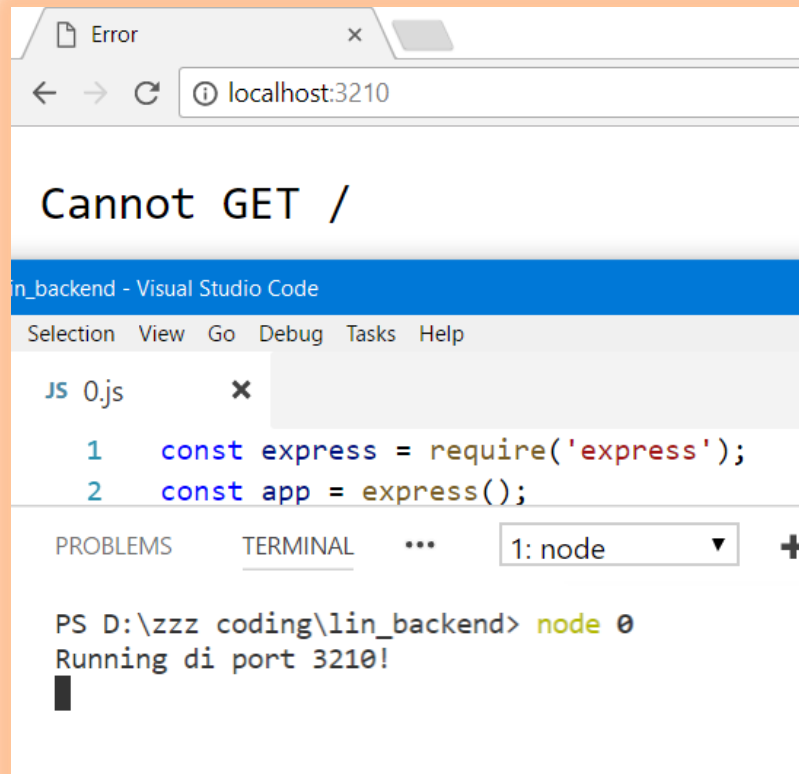 Error
localhost:3210
Cannot GET /
in_backend - Visual Studio Code
Selection View Go Debug Tasks Help
JS 0.js
1 const express = require('express');
2 const app = express();
PROBLEMS TERMINAL ••• 1: node
PS D:\zzz coding\lin_backend> node 0
Running di port 3210!